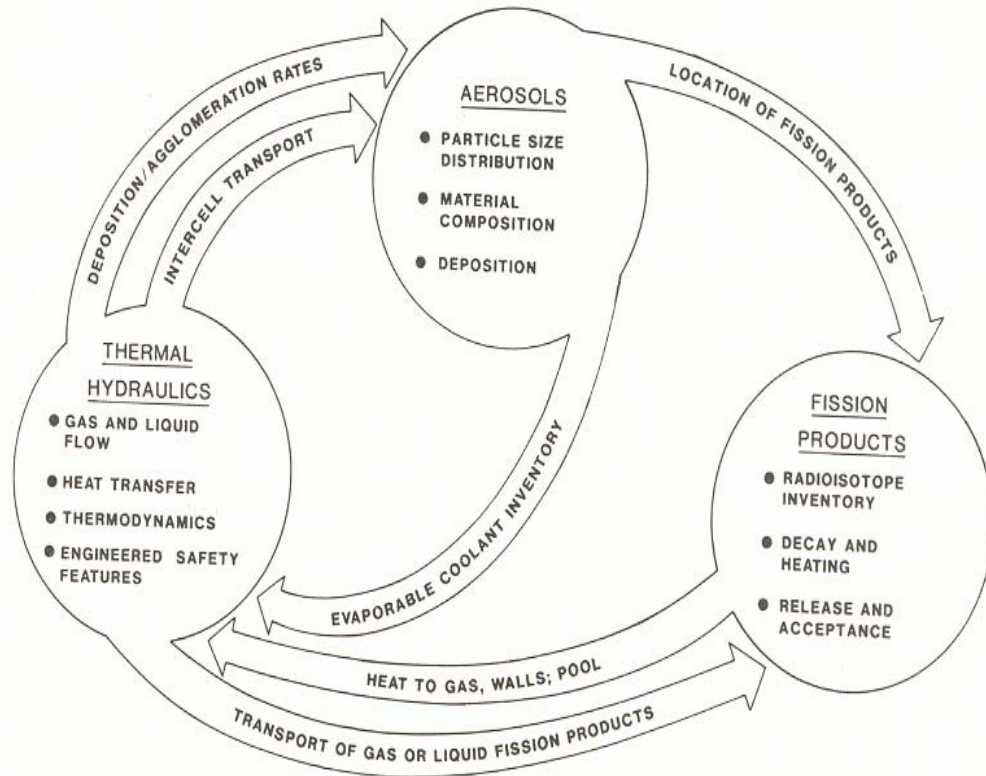 DEPOSITION/AGGLOMERATION RATES
INTERCELL TRANSPORT
AEROSOLS
● PARTICLE SIZE
DISTRIBUTION
● MATERIAL
COMPOSITION
● DEPOSITION
LOCATION OF FISSION PRODUCTS
THERMAL
HYDRAULICS
● GAS AND LIQUID
FLOW
● HEAT TRANSFER
● THERMODYNAMICS
● ENGINEERED SAFETY
FEATURES
FISSION
PRODUCTS
● RADIOISOTOPE
INVENTORY
● DECAY AND
HEATING
● RELEASE AND
ACCEPTANCE
EVAPORABLE COOLANT INVENTORY
HEAT TO GAS, WALLS; POOL
TRANSPORT OF GAS OR LIQUID FISSION PRODUCTS